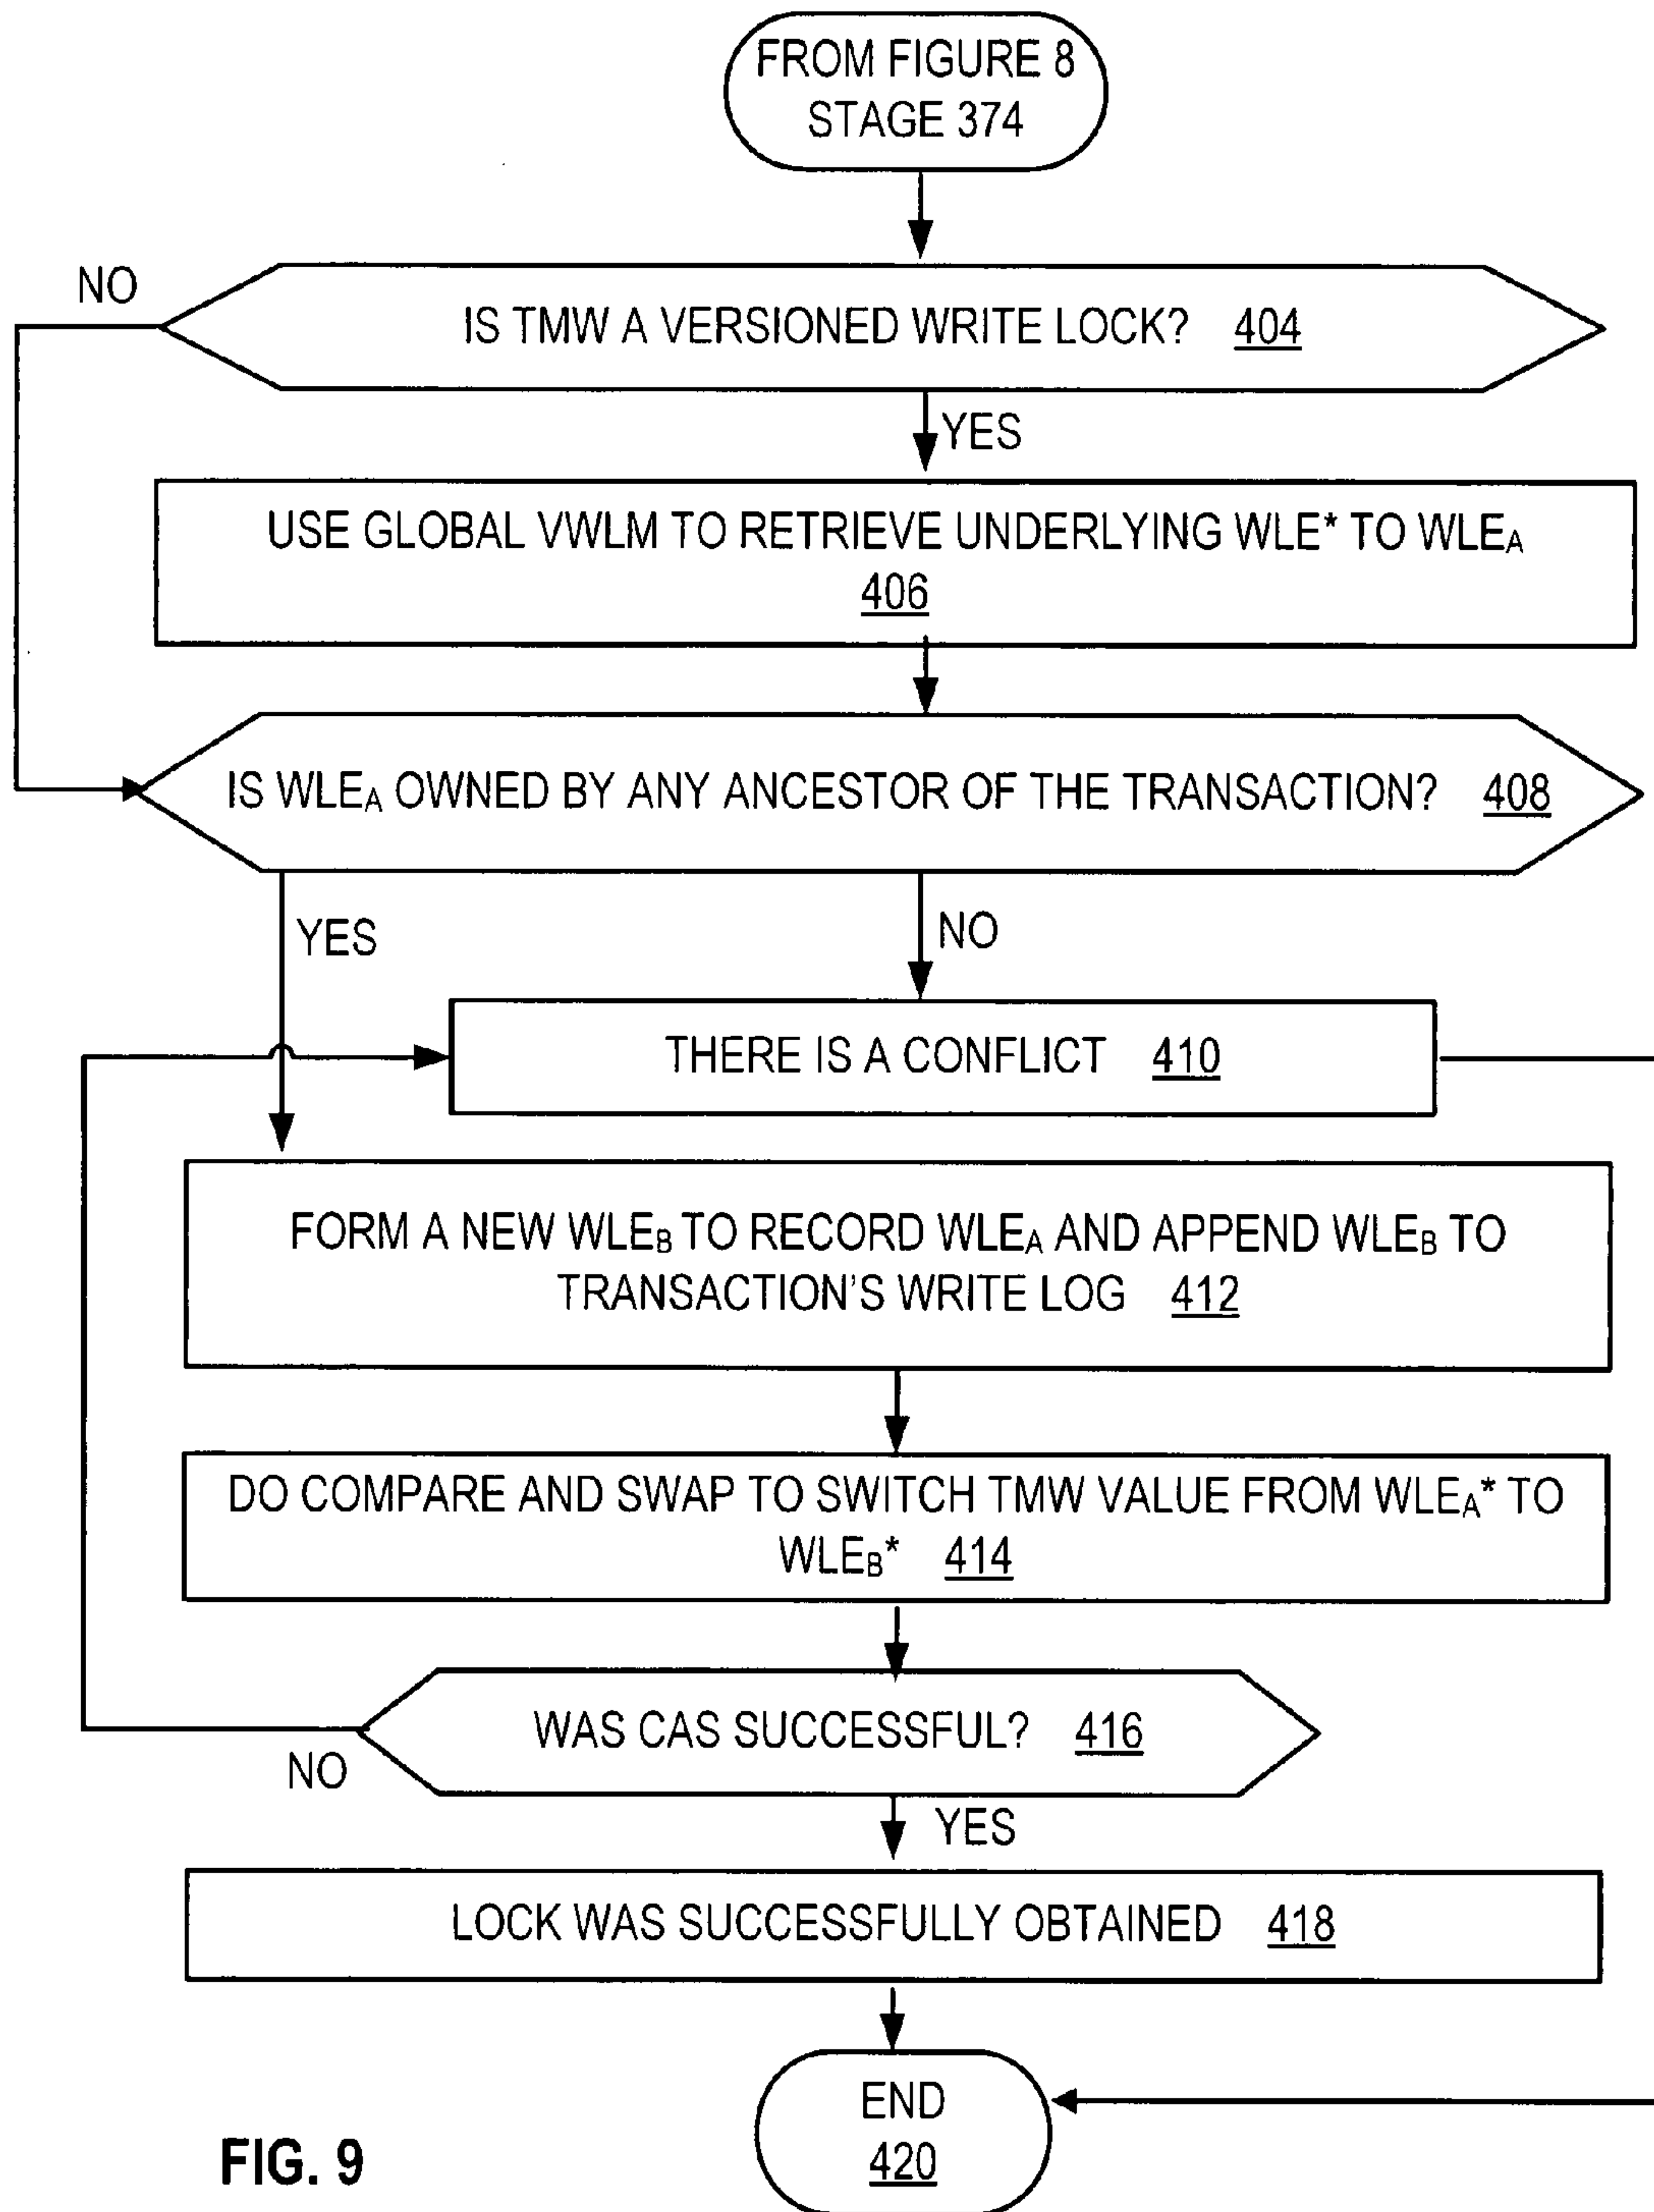 FROM FIGURE 8
STAGE 374
NO
IS TMW A VERSIONED WRITE LOCK? 404
YES
USE GLOBAL VWLM TO RETRIEVE UNDERLYING WLE* TO WLEA
406
IS WLEA OWNED BY ANY ANCESTOR OF THE TRANSACTION? 408
YES
NO
THERE IS A CONFLICT 410
FORM A NEW WLEB TO RECORD WLEA AND APPEND WLEB TO
TRANSACTION'S WRITE LOG 412
DO COMPARE AND SWAP TO SWITCH TMW VALUE FROM WLEA* TO
WLEB* 414
WAS CAS SUCCESSFUL? 416
NO
YES
LOCK WAS SUCCESSFULLY OBTAINED 418
END
420
FIG. 9